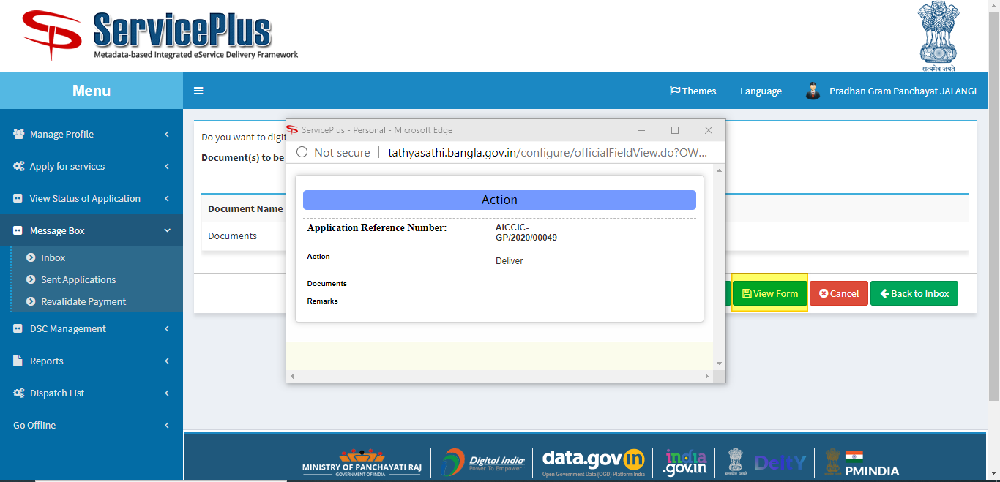 ServicePlus
Metadata-based Integrated eService Delivery Framework
सत्यमेव जयते
Menu
Themes
Language
Pradhan Gram Panchayat JALANGI
Manage Profile
Apply for services
View Status of Application
Message Box
Inbox
Sent Applications
Revalidate Payment
DSC Management
Reports
Dispatch List
Go Offline
Do you want to digit
Document(s) to be
Document Name
Documents
ServicePlus - Personal - Microsoft Edge
Not secure
tathyasathi.bangla.gov.in/configure/officialFieldView.do?OW...
Action
Application Reference Number:
AICCIC-
GP/2020/00049
Action
Deliver
Documents
Remarks
View Form
Cancel
Back to Inbox
MINISTRY OF PANCHAYATI RAJ
GOVERNMENT OF INDIA
Digital India
Power To Empower
data.gov in
Open Government Data (OGD) Platform India
india
.gov.in
सत्यमेव जयते
DeitY
PMINDIA